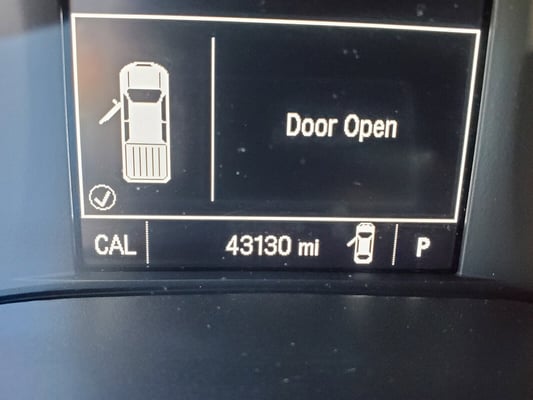 Door Open
CAL 43130 mi P